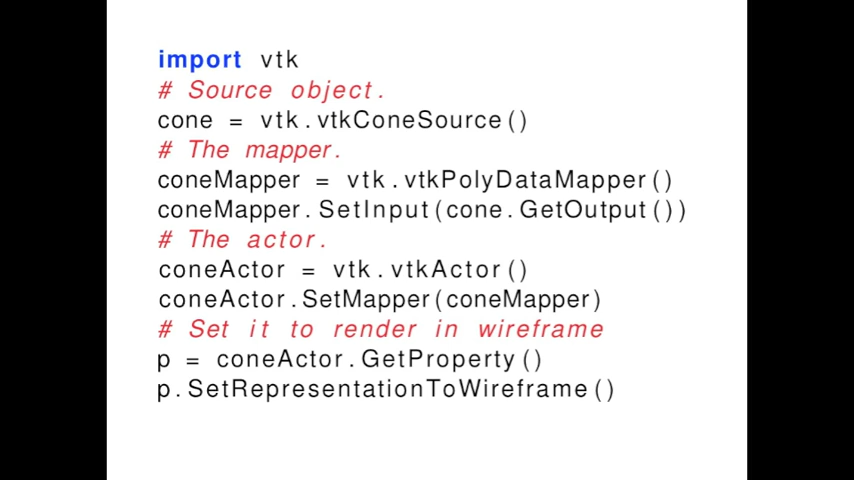 import vtk
# Source object.
cone = vtk.vtkConeSource()
# The mapper.
coneMapper = vtk.vtkPolyDataMapper()
coneMapper.SetInput(cone.GetOutput())
# The actor.
coneActor = vtk.vtkActor()
coneActor.SetMapper(coneMapper)
# Set it to render in wireframe
p = coneActor.GetProperty()
p.SetRepresentationToWireframe()